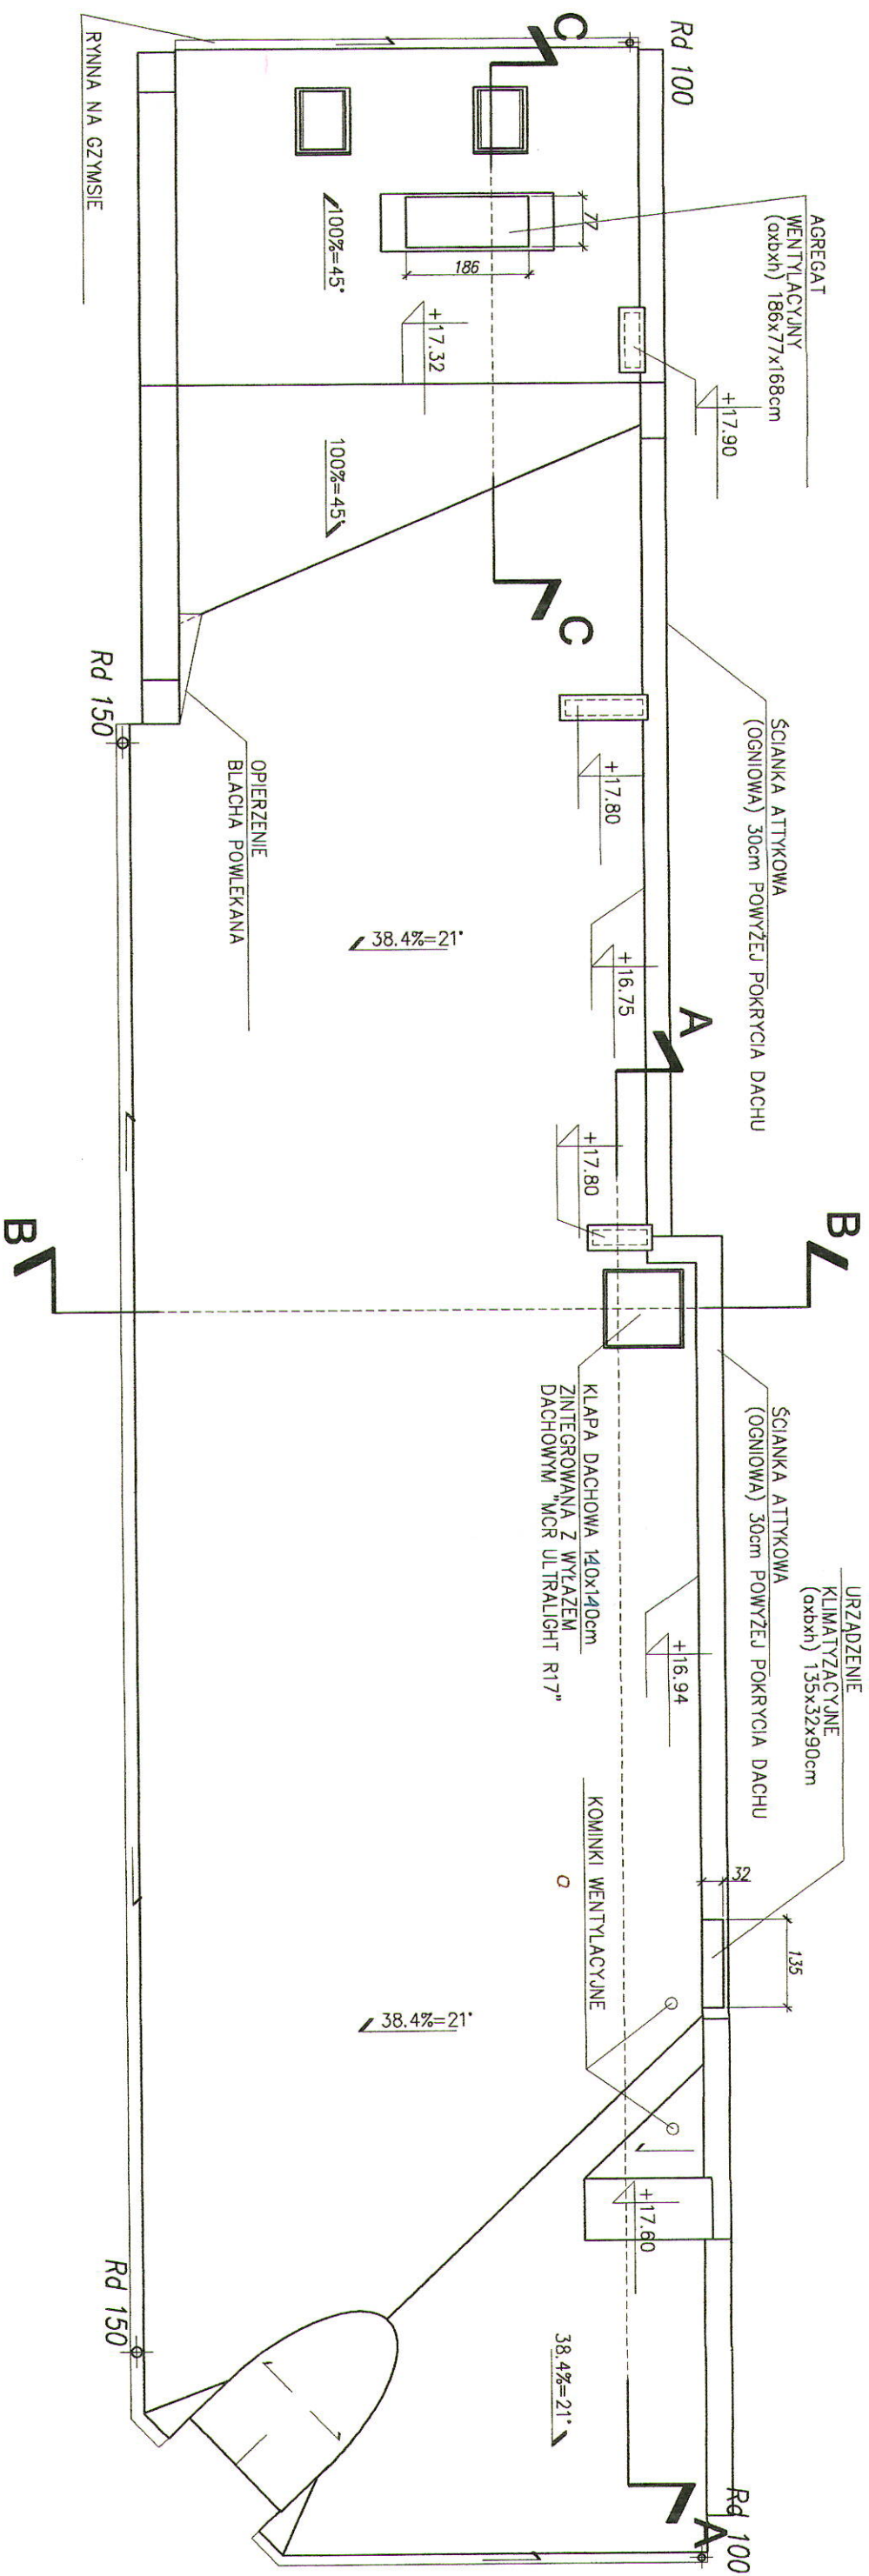 Rd 100
C
RYNNA NA GZYMSIE
AGREGAT
WENTYLACYJNY
(axbxh) 186x77x168cm
77
186
100%=45°
+17.32
+17.90
100%=45°
C
ŚCIANKA ATTYKOWA
(OGNIOWA) 30cm POWYŻEJ POKRYCIA DACHU
Rd 150
OPIERZENIE
BLACHA POWLEKANA
+17.80
38.4%=21°
+16.75
A
+17.80
B
B
KLAPA DACHOWA 140x140cm
ZINTEGROWANA Z WYŁAZEM
DACHOWYM "MCR ULTRALIGHT R17"
ŚCIANKA ATTYKOWA
(OGNIOWA) 30cm POWYŻEJ POKRYCIA DACHU
URZĄDZENIE
KLIMATYZACYJNE
(axbxh) 135x32x90cm
+16.94
KOMINKI WENTYLACYJNE
a
32
135
38.4%=21°
+17.60
Rd 150
38.4%=21°
A
Rd 100